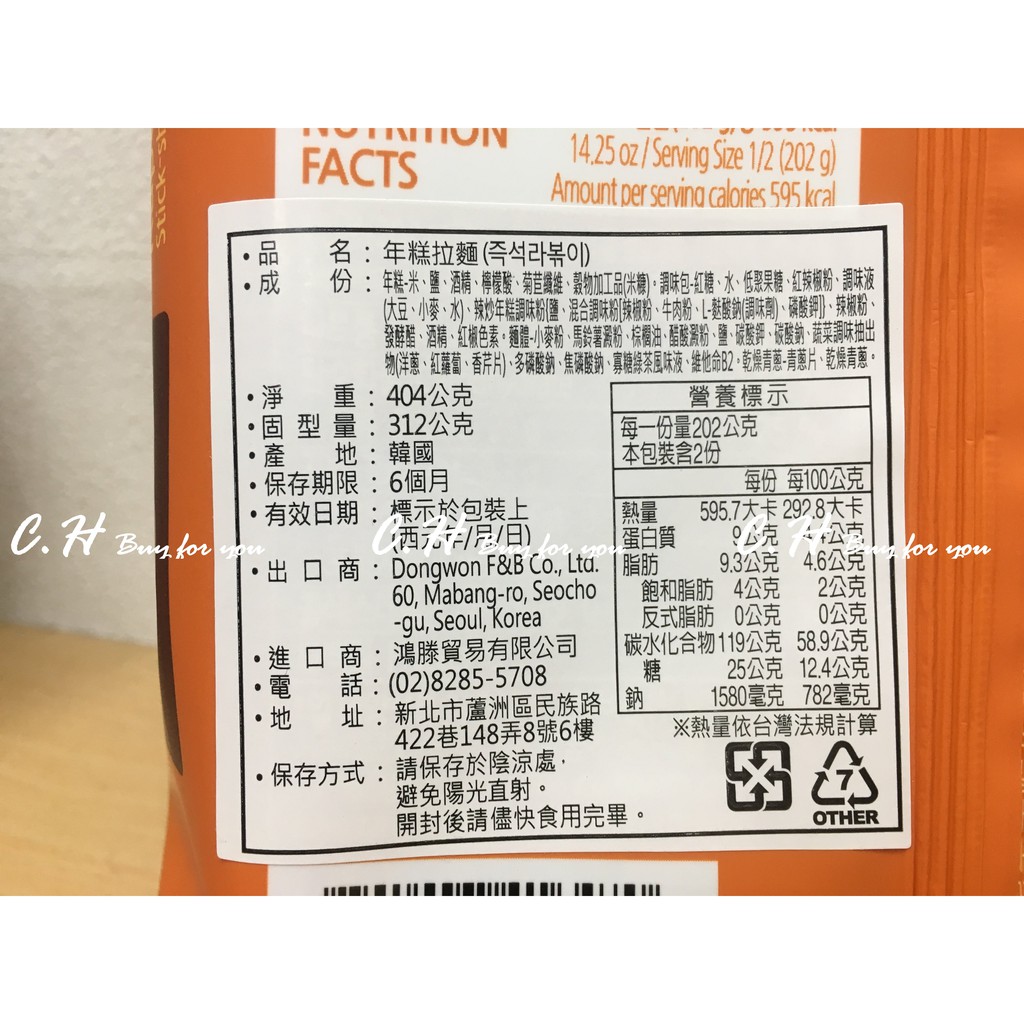 NUTRITION
FACTS
14.25 oz / Serving Size 1/2 (202 g)
Amount per serving calories 595 kcal
•品名：年糕拉麵(즉석라볶이)
•成份：年糕-米、鹽、酒精、檸檬酸、菊苣纖維、穀物加工品(米糠)。調味包-紅糖、水、低聚果糖、紅辣椒粉、調味液
(大豆、小麥、水)、辣炒年糕調味粉[鹽、混合調味粉[辣椒粉、牛肉粉、L-麩酸鈉(調味劑)、磷酸鉀]]、辣椒粉、
發酵醋、酒精、紅椒色素。麵體-小麥粉、馬鈴薯澱粉、棕櫚油、醋酸澱粉、鹽、碳酸鉀、碳酸鈉、蔬菜調味抽出
物(洋蔥、紅蘿蔔、香芹片)、多磷酸鈉、焦磷酸鈉、寡糖綠茶風味液、維他命B2。乾燥青蔥-青蔥片、乾燥青蔥。
•淨重：404公克
•固型量：312公克
•產地：韓國
•保存期限：6個月
•有效日期：標示於包裝上
(西元年/月/日)
•出口商：Dongwon F&B Co., Ltd.
60, Mabang-ro, Seocho
-gu, Seoul, Korea
•進口商：鴻滕貿易有限公司
•電話：(02)8285-5708
•地址：新北市蘆洲區民族路
422巷148弄8號6樓
•保存方式：請保存於陰涼處，
避免陽光直射。
開封後請儘快食用完畢。
營養標示
每一份量202公克
本包裝含2份
每份 每100公克
熱量 595.7大卡 292.8大卡
蛋白質 9公克 公克
脂肪 9.3公克 4.6公克
飽和脂肪 4公克 2公克
反式脂肪 0公克 0公克
碳水化合物 119公克 58.9公克
糖 25公克 12.4公克
鈉 1580毫克 782毫克
※熱量依台灣法規計算
7
OTHER
C.H Buy for you
C.H Buy for you
C.H Buy for you